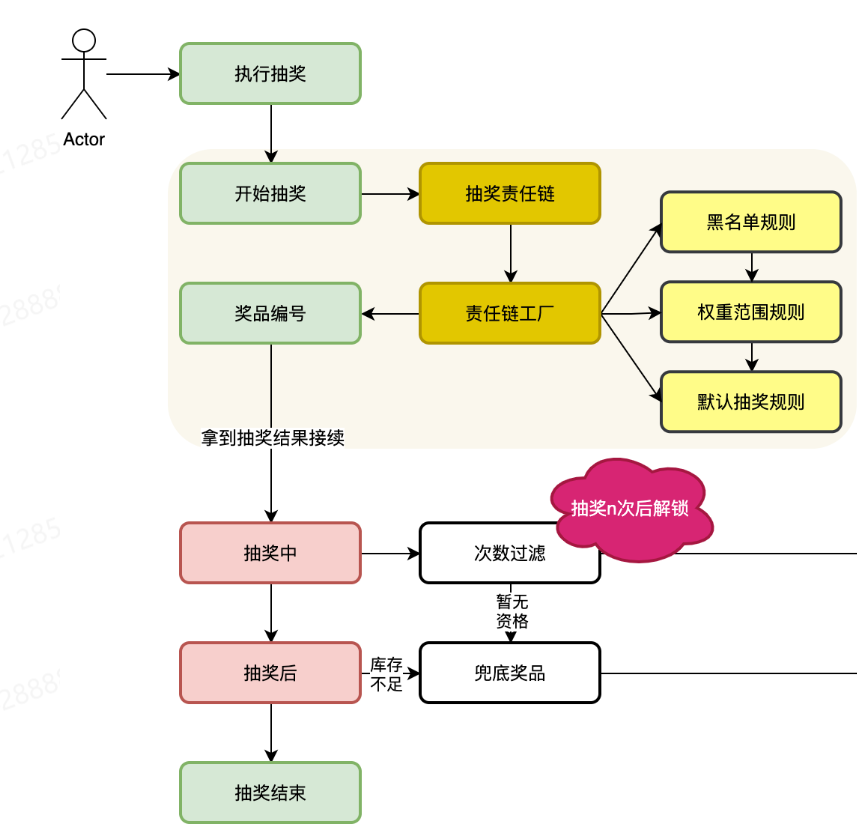 执行抽奖
Actor
开始抽奖
抽奖责任链
黑名单规则
奖品编号
责任链工厂
权重范围规则
默认抽奖规则
拿到抽奖结果接续
抽奖n次后解锁
抽奖中
次数过滤
暂无
资格
抽奖后
库存
不足
兜底奖品
抽奖结束